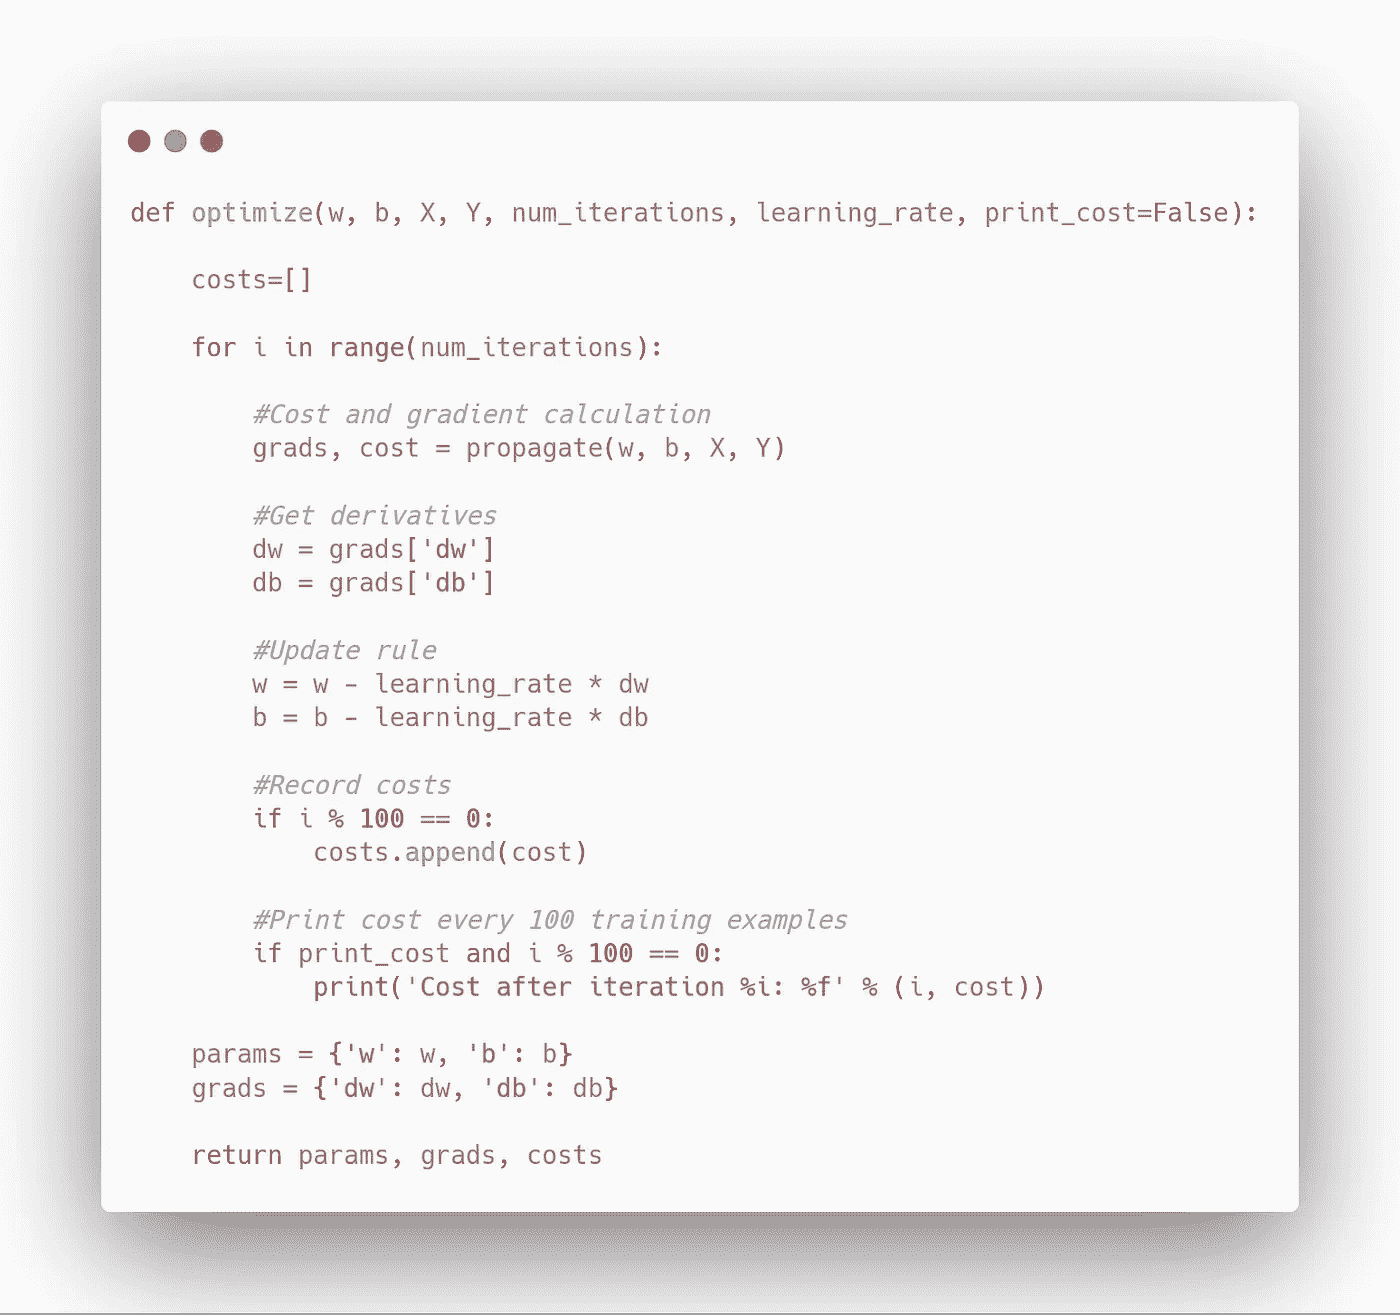 def optimize(w, b, X, Y, num_iterations, learning_rate, print_cost=False):
costs=[]
for i in range(num_iterations):
#Cost and gradient calculation
grads, cost = propagate(w, b, X, Y)
#Get derivatives
dw = grads['dw']
db = grads['db']
#Update rule
w = w - learning_rate * dw
b = b - learning_rate * db
#Record costs
if i % 100 == 0:
costs.append(cost)
#Print cost every 100 training examples
if print_cost and i % 100 == 0:
print('Cost after iteration %i: %f' % (i, cost))
params = {'w': w, 'b': b}
grads = {'dw': dw, 'db': db}
return params, grads, costs